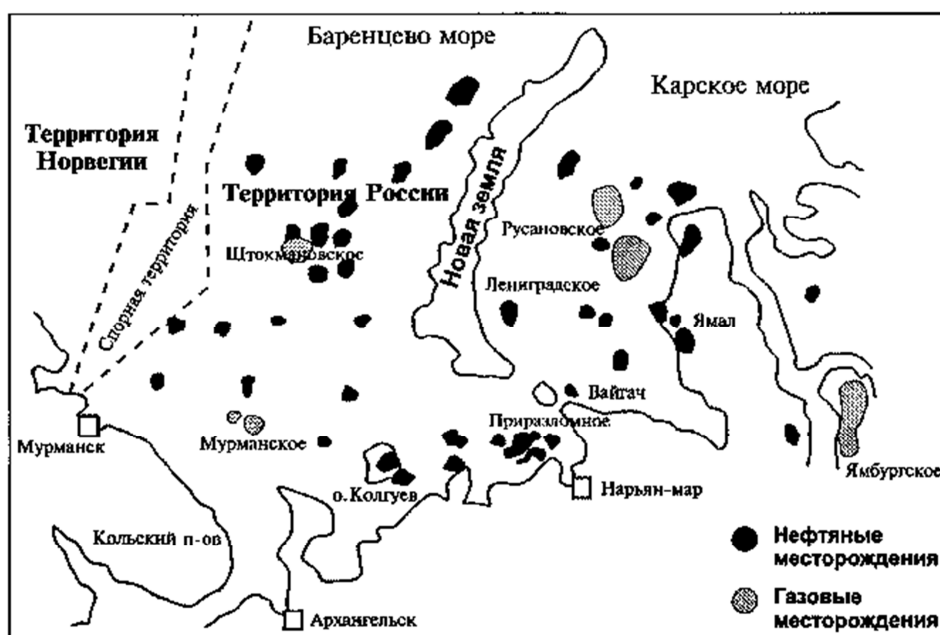 Баренцево море
Карское море
Территория
Норвегии
Территория России
Спорная территория
Новая земля
Штокмановское
Русановское
Лениградское
Ямал
Вайгач
Приразломное
Мурманское
Мурманск
о. Колгуев
Нарьян-мар
Ямбургское
Кольский п-ов
Архангельск
Нефтяные
месторождения
Газовые
месторождения